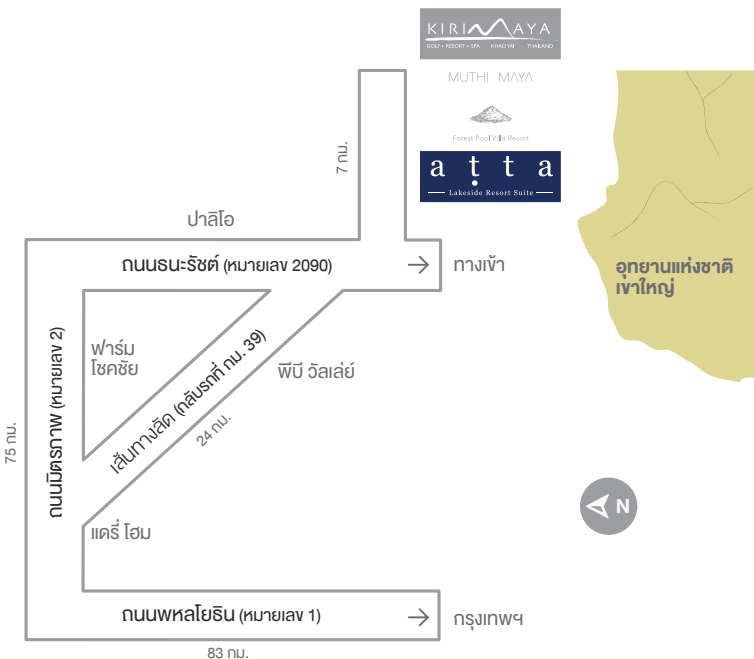 KIRIMAYA
GOLF • RESORT • SPA KHAO YAI • THAILAND
MUTHI MAYA
Forest Pool Villa Resort
atta
Lakeside Resort Suite
7 กม.
ปาลิโอ
ถนนธนะรัชต์ (หมายเลข 2090)
ทางเข้า
อุทยานแห่งชาติ
เขาใหญ่
ฟาร์ม
โชคชัย
พีบี วัลเล่ย์
เส้นทางลัด (กลับรถที่ กม. 39)
24 กม.
ถนนมิตรภาพ (หมายเลข 2)
75 กม.
แดรี่ โฮม
N
ถนนพหลโยธิน (หมายเลข 1)
กรุงเทพฯ
83 กม.